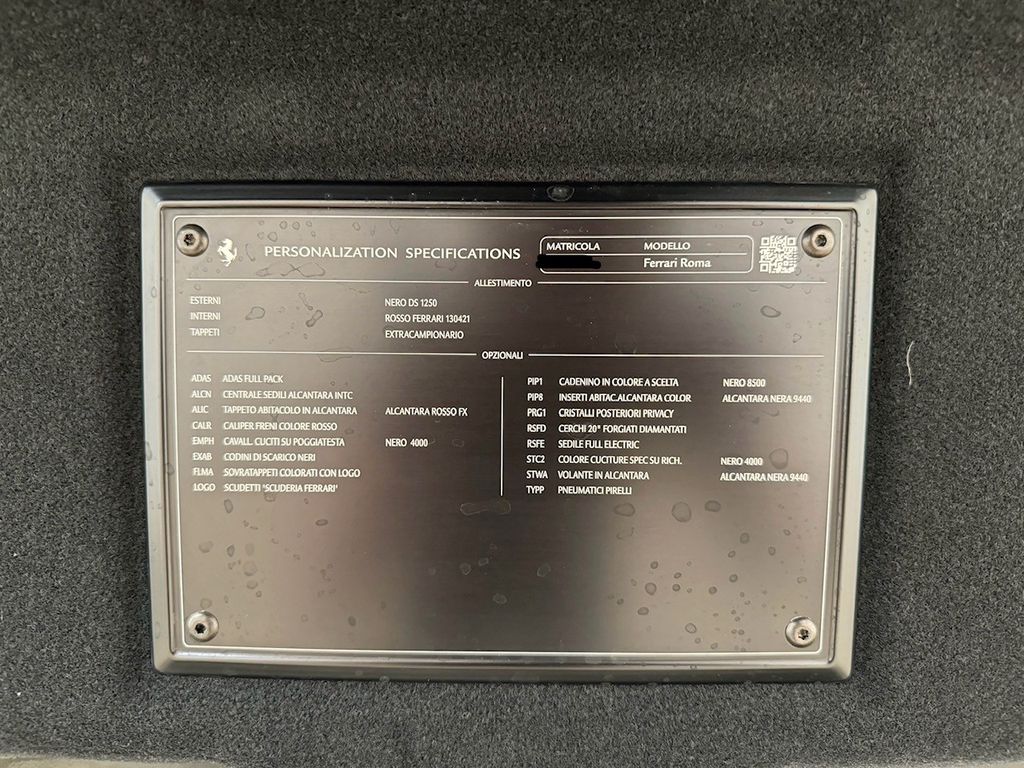 PERSONALIZATION SPECIFICATIONS
MATRICOLA MODELLO
Ferrari Roma
ALLESTIMENTO
ESTERNI NERO DS 1250
INTERNI ROSSO FERRARI 130421
TAPPETI EXTRACAMPIONARIO
OPZIONALI
ADAS ADAS FULL PACK
ALCN CENTRALE SEDILI ALCANTARA INTC
ALIC TAPPETO ABITACOLO IN ALCANTARA ALCANTARA ROSSO FX
CALR CALIPER FRENI COLORE ROSSO
EMPH CAVALL. CUCITI SU POGGIATESTA NERO 4000
EXAB CODINI DI SCARICO NERI
FLMA SOVRATAPPETI COLORATI CON LOGO
LOGO SCUDETTI "SCUDERIA FERRARI"
PIP1 CADENINO IN COLORE A SCELTA NERO 8500
PIP8 INSERTI ABITAC.ALCANTARA COLOR ALCANTARA NERA 9440
PRG1 CRISTALLI POSTERIORI PRIVACY
RSFD CERCHI 20" FORGIATI DIAMANTATI
RSFE SEDILE FULL ELECTRIC
STC2 COLORE CUCITURE SPEC SU RICH. NERO 4000
STWA VOLANTE IN ALCANTARA ALCANTARA NERA 9440
TYPP PNEUMATICI PIRELLI